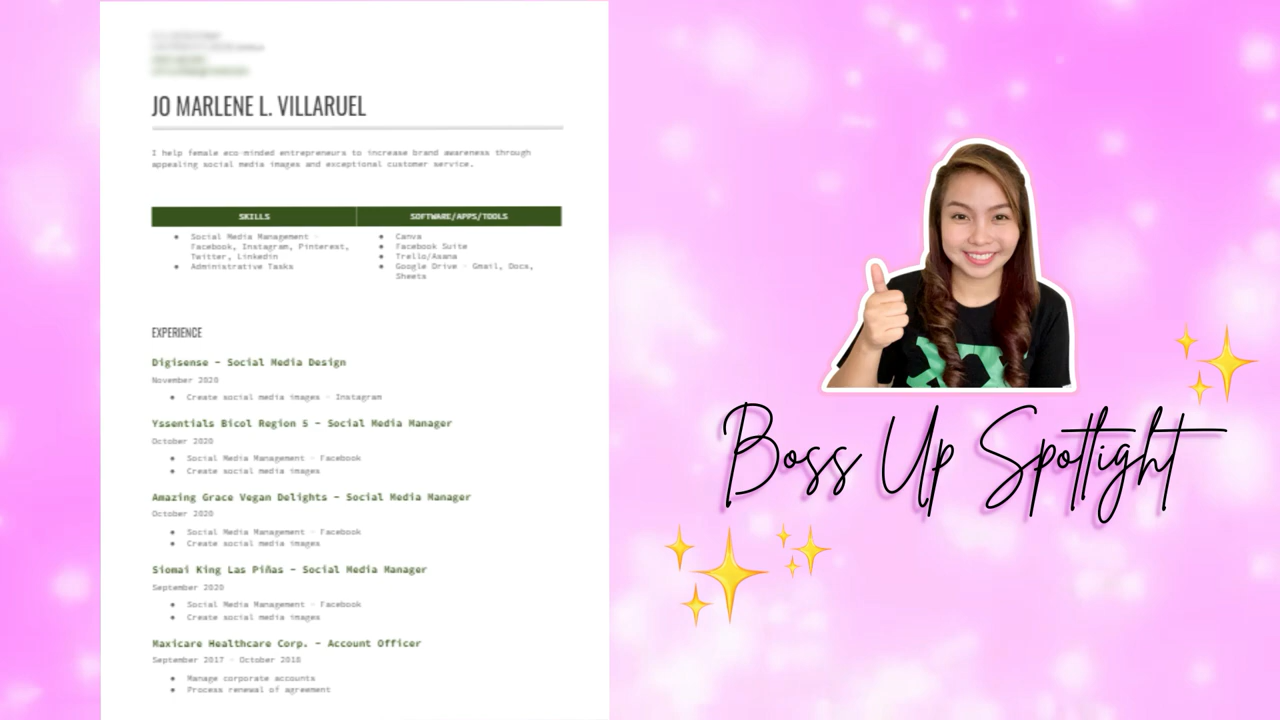 JO MARLENE L. VILLARUEL
I help female eco-minded entrepreneurs to increase brand awareness through
appealing social media images and exceptional customer service.
SKILLS
Social Media Management -
Facebook, Instagram, Pinterest,
Twitter, Linkedin
Administrative Tasks
SOFTWARE/APPS/TOOLS
Canva
Facebook Suite
Trello/Asana
Google Drive - Gmail, Docs,
Sheets
EXPERIENCE
Digisense - Social Media Design
November 2020
Create social media images - Instagram
Yssentials Bicol Region 5 - Social Media Manager
October 2020
Social Media Management - Facebook
Create social media images
Amazing Grace Vegan Delights - Social Media Manager
October 2020
Social Media Management - Facebook
Create social media images
Siomai King Las Piñas - Social Media Manager
September 2020
Social Media Management - Facebook
Create social media images
Maxicare Healthcare Corp. - Account Officer
September 2017 - October 2018
Manage corporate accounts
Process renewal of agreement
Boss Up Spotlight